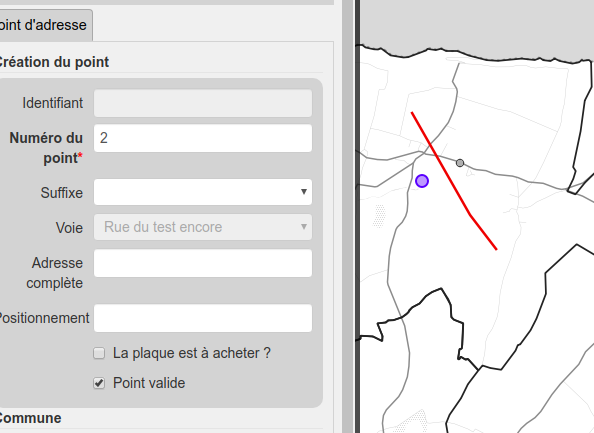 oint d'adresse
Création du point
Identifiant
Numéro du
point*
2
Suffixe
Voie
Rue du test encore
Adresse
complète
Positionnement
La plaque est à acheter ?
Point valide
Commune